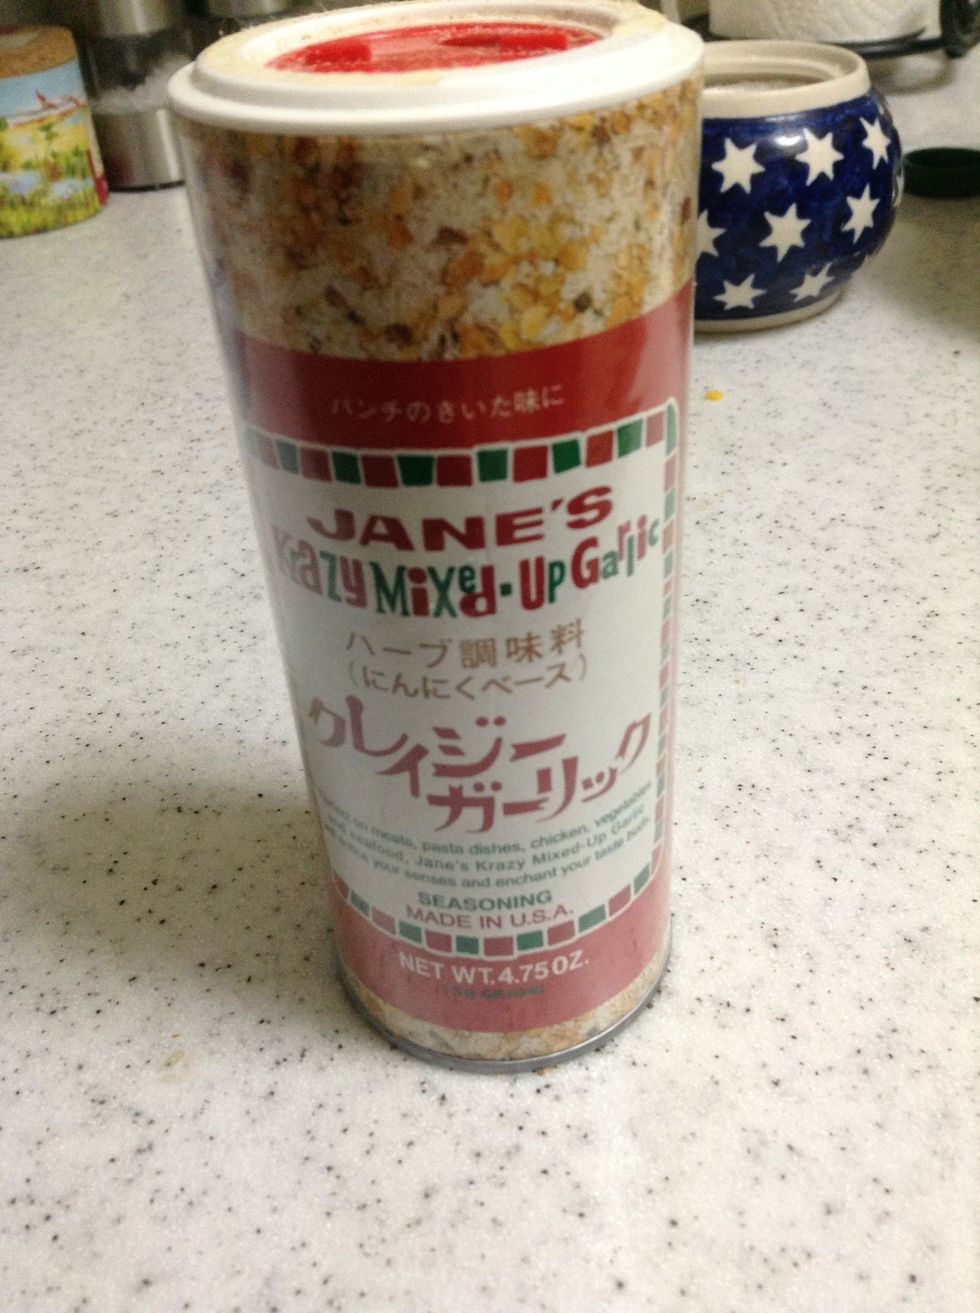 パンチのきいた味に
JANE'S
Krazy Mixed-Up Garlic
ハーブ調味料
(にんにくベース)
クレイジー
ガーリック
on meats, pasta dishes, chicken, vegetables
and seafood, Jane's Krazy Mixed-Up Garlic
your senses and enchant your taste buds.
SEASONING
MADE IN U.S.A.
NET WT. 4.75 OZ.